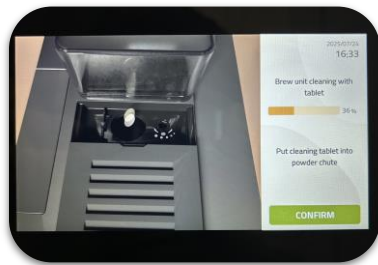 2025/07/24
16:33
Brew unit cleaning with
tablet
36 %
Put cleaning tablet into
powder chute
CONFIRM